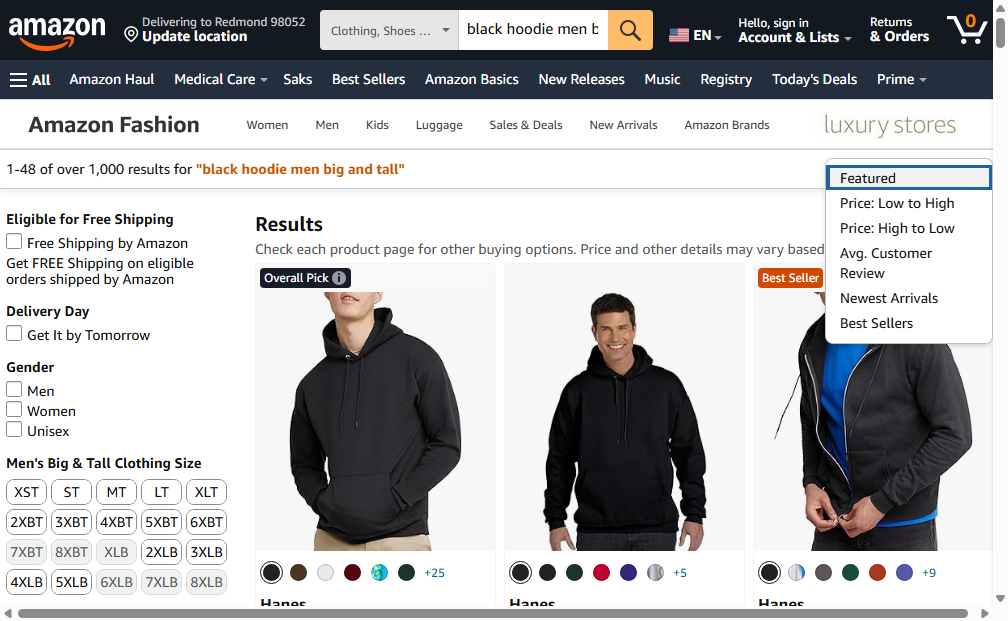 amazon
Delivering to Redmond 98052
Update location
Clothing, Shoes ...
black hoodie men b
EN
Hello, sign in
Account & Lists
Returns
& Orders
0
All
Amazon Haul
Medical Care
Saks
Best Sellers
Amazon Basics
New Releases
Music
Registry
Today's Deals
Prime
Amazon Fashion
Women
Men
Kids
Luggage
Sales & Deals
New Arrivals
Amazon Brands
luxury stores
1-48 of over 1,000 results for "black hoodie men big and tall"
Featured
Price: Low to High
Price: High to Low
Avg. Customer
Review
Newest Arrivals
Best Sellers
Eligible for Free Shipping
Free Shipping by Amazon
Get FREE Shipping on eligible
orders shipped by Amazon
Delivery Day
Get It by Tomorrow
Gender
Men
Women
Unisex
Men's Big & Tall Clothing Size
XST ST MT LT XLT
2XBT 3XBT 4XBT 5XBT 6XBT
7XBT 8XBT XLB 2XLB 3XLB
4XLB 5XLB 6XLB 7XLB 8XLB
Results
Check each product page for other buying options. Price and other details may vary based
Overall Pick
Best Seller
+25
+5
+9
Hanes
Hanes
Hanes